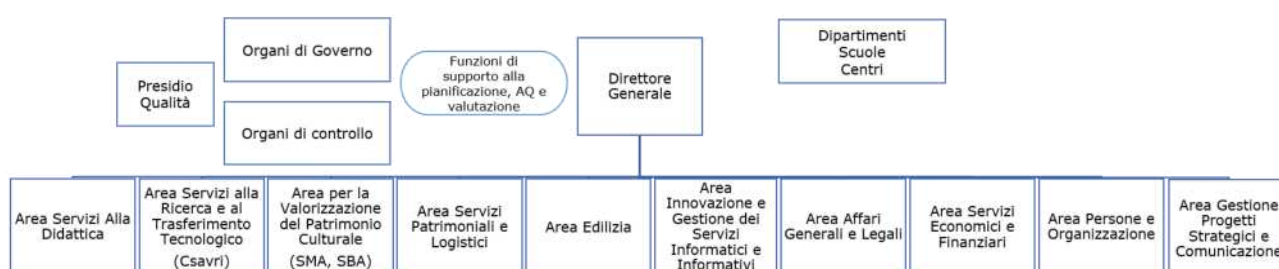 Presidio
Qualità
Organi di Governo
Organi di controllo
Funzioni di
supporto alla
pianificazione, AQ e
valutazione
Direttore
Generale
Dipartimenti
Scuole
Centri
Area Servizi Alla
Didattica
Area Servizi alla
Ricerca e al
Trasferimento
Tecnologico
(Csavri)
Area per la
Valorizzazione
del Patrimonio
Culturale
(SMA, SBA)
Area Servizi
Patrimoniali e
Logistici
Area Edilizia
Area
Innovazione e
Gestione dei
Servizi
Informatici e
Informativi
Area Affari
Generali e Legali
Area Servizi
Economici e
Finanziari
Area Persone e
Organizzazione
Area Gestione
Progetti
Strategici e
Comunicazione